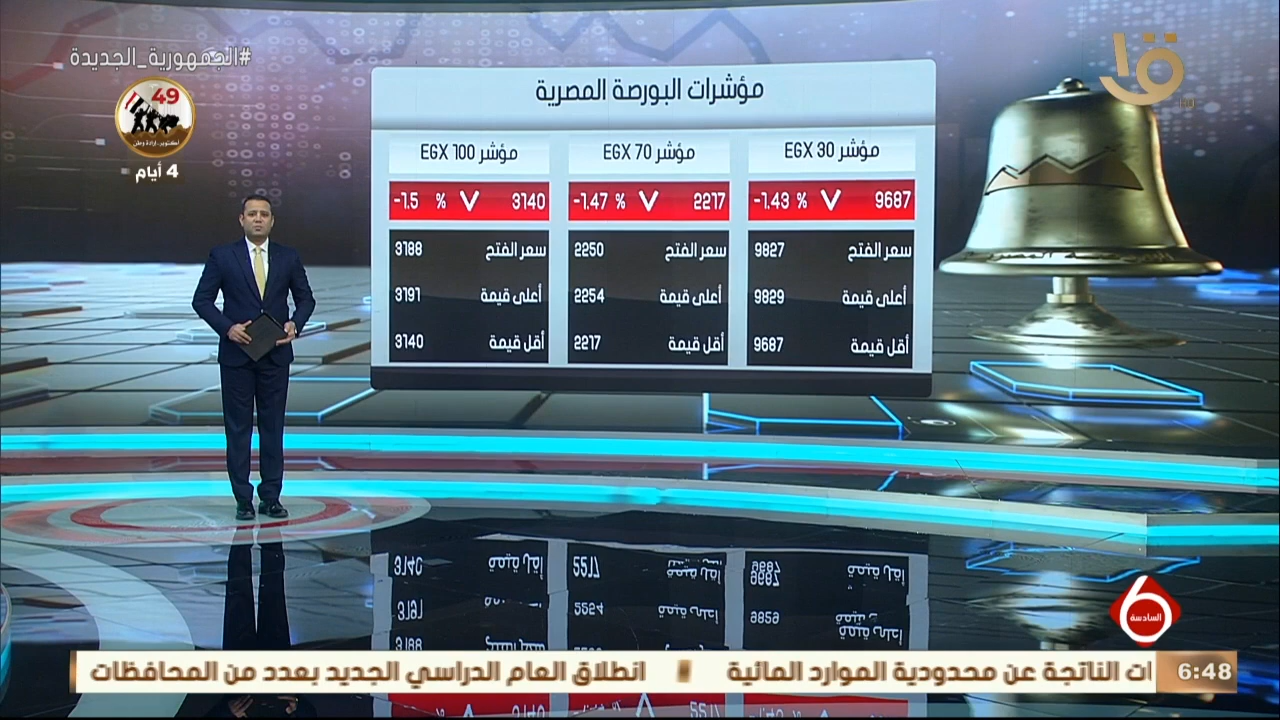 #الجمهورية_الجديدة
49
أكتوبر.. إرادة وطن
4 أيام
مؤشرات البورصة المصرية
مؤشر EGX 30
9687 % -1.43
سعر الفتح 9827
أعلى قيمة 9829
أقل قيمة 9687
مؤشر EGX 70
2217 % -1.47
سعر الفتح 2250
أعلى قيمة 2254
أقل قيمة 2217
مؤشر EGX 100
3140 % -1.5
سعر الفتح 3188
أعلى قيمة 3191
أقل قيمة 3140
6
السادسة
6:48
ات الناتجة عن محدودية الموارد المائية
انطلاق العام الدراسي الجديد بعدد من المحافظات